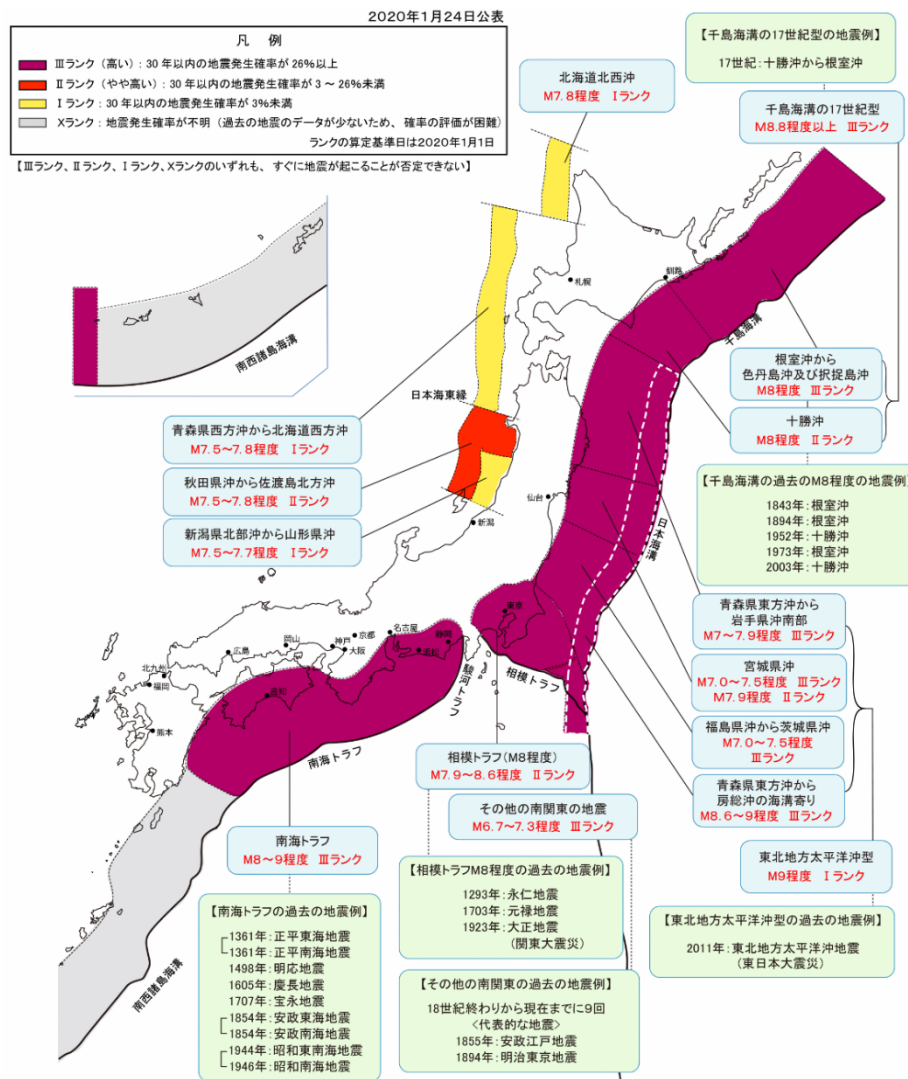 2020年1月24日公表
凡 例
Ⅲランク（高い）：30年以内の地震発生確率が26%以上
Ⅱランク（やや高い）：30年以内の地震発生確率が3～26%未満
Ⅰランク：30年以内の地震発生確率が3%未満
Xランク：地震発生確率が不明（過去の地震のデータが少ないため、確率の評価が困難）
ランクの算定基準日は2020年1月1日
【Ⅲランク、Ⅱランク、Ⅰランク、Xランクのいずれも、すぐに地震が起こることが否定できない】
北海道北西沖
M7.8程度 Ⅰランク
【千島海溝の17世紀型の地震例】
17世紀：十勝沖から根室沖
千島海溝の17世紀型
M8.8程度以上 Ⅲランク
札幌
釧路
千島海溝
南西諸島海溝
日本海東縁
根室沖から
色丹島沖及び択捉島沖
M8程度 Ⅲランク
十勝沖
M8程度 Ⅱランク
青森県西方沖から北海道西方沖
M7.5～7.8程度 Ⅰランク
秋田県沖から佐渡島北方沖
M7.5～7.8程度 Ⅱランク
新潟県北部沖から山形県沖
M7.5～7.7程度 Ⅰランク
仙台
新潟
日本海溝
【千島海溝の過去のM8程度の地震例】
1843年：根室沖
1894年：根室沖
1952年：十勝沖
1973年：根室沖
2003年：十勝沖
青森県東方沖から
岩手県沖南部
M7～7.9程度 Ⅲランク
宮城県沖
M7.0～7.5程度 Ⅲランク
M7.9程度 Ⅱランク
福島県沖から茨城県沖
M7.0～7.5程度
Ⅲランク
青森県東方沖から
房総沖の海溝寄り
M8.6～9程度 Ⅲランク
東京
名古屋
静岡
浜松
京都
神戸
大阪
岡山
広島
高知
北九州
福岡
熊本
駿河トラフ
相模トラフ
南海トラフ
相模トラフ(M8程度)
M7.9～8.6程度 Ⅱランク
その他の南関東の地震
M6.7～7.3程度 Ⅲランク
南海トラフ
M8～9程度 Ⅲランク
東北地方太平洋沖型
M9程度 Ⅰランク
【相模トラフM8程度の過去の地震例】
1293年：永仁地震
1703年：元禄地震
1923年：大正地震
（関東大震災）
【南海トラフの過去の地震例】
1361年：正平東海地震
1361年：正平南海地震
1498年：明応地震
1605年：慶長地震
1707年：宝永地震
1854年：安政東海地震
1854年：安政南海地震
1944年：昭和東南海地震
1946年：昭和南海地震
【東北地方太平洋沖型の過去の地震例】
2011年：東北地方太平洋沖地震
（東日本大震災）
【その他の南関東の過去の地震例】
18世紀終わりから現在までに9回
<代表的な地震>
1855年：安政江戸地震
1894年：明治東京地震
南西諸島海溝